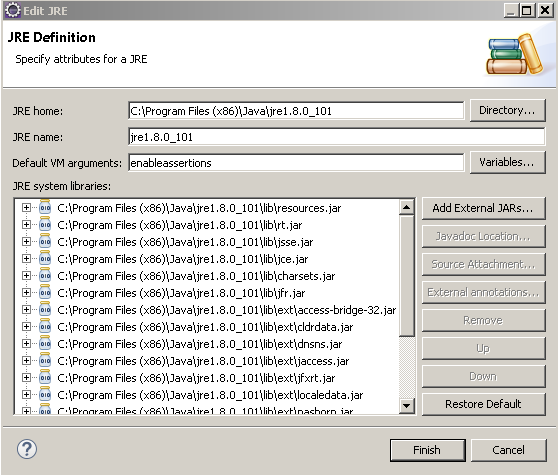 Edit JRE
JRE Definition
Specify attributes for a JRE
JRE home: C:\Program Files (x86)\Java\jre1.8.0_101 Directory...
JRE name: jre1.8.0_101
Default VM arguments: enableassertions Variables...
JRE system libraries:
C:\Program Files (x86)\Java\jre1.8.0_101\lib\resources.jar
C:\Program Files (x86)\Java\jre1.8.0_101\lib\rt.jar
C:\Program Files (x86)\Java\jre1.8.0_101\lib\jsse.jar
C:\Program Files (x86)\Java\jre1.8.0_101\lib\jce.jar
C:\Program Files (x86)\Java\jre1.8.0_101\lib\charsets.jar
C:\Program Files (x86)\Java\jre1.8.0_101\lib\jfr.jar
C:\Program Files (x86)\Java\jre1.8.0_101\lib\ext\access-bridge-32.jar
C:\Program Files (x86)\Java\jre1.8.0_101\lib\ext\cldrdata.jar
C:\Program Files (x86)\Java\jre1.8.0_101\lib\ext\dnsns.jar
C:\Program Files (x86)\Java\jre1.8.0_101\lib\ext\jaccess.jar
C:\Program Files (x86)\Java\jre1.8.0_101\lib\ext\jfxrt.jar
C:\Program Files (x86)\Java\jre1.8.0_101\lib\ext\localedata.jar
C:\Program Files (x86)\Java\jre1.8.0_101\lib\ext\nashorn.jar
Add External JARs...
Javadoc Location...
Source Attachment...
External annotations...
Remove
Up
Down
Restore Default
Finish
Cancel